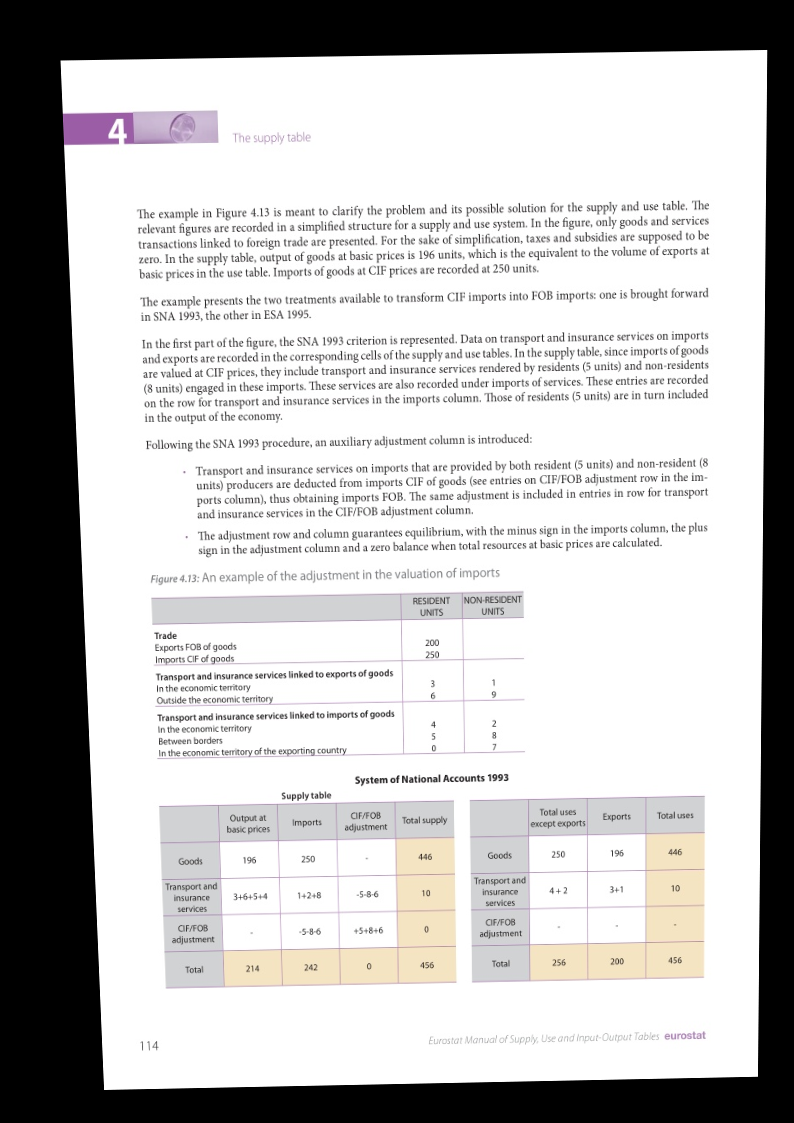 4
The supply table
The example in Figure 4.13 is meant to clarify the problem and its possible solution for the supply and use table. The
relevant figures are recorded in a simplified structure for a supply and use system. In the figure, only goods and services
transactions linked to foreign trade are presented. For the sake of simplification, taxes and subsidies are supposed to be
zero. In the supply table, output of goods at basic prices is 196 units, which is the equivalent to the volume of exports at
basic prices in the use table. Imports of goods at CIF prices are recorded at 250 units.
The example presents the two treatments available to transform CIF imports into FOB imports: one is brought forward
in SNA 1993, the other in ESA 1995.
In the first part of the figure, the SNA 1993 criterion is represented. Data on transport and insurance services on imports
and exports are recorded in the corresponding cells of the supply and use tables. In the supply table, since imports of goods
are valued at CIF prices, they include transport and insurance services rendered by residents (5 units) and non-residents
(8 units) engaged in these imports. These services are also recorded under imports of services. These entries are recorded
on the row for transport and insurance services in the imports column. Those of residents (5 units) are in turn included
in the output of the economy.
Following the SNA 1993 procedure, an auxiliary adjustment column is introduced:
· Transport and insurance services on imports that are provided by both resident (5 units) and non-resident (8
units) producers are deducted from imports CIF of goods (see entries on CIF/FOB adjustment row in the im-
ports column), thus obtaining imports FOB. The same adjustment is included in entries in row for transport
and insurance services in the CIF/FOB adjustment column.
· The adjustment row and column guarantees equilibrium, with the minus sign in the imports column, the plus
sign in the adjustment column and a zero balance when total resources at basic prices are calculated.
Figure 4.13: An example of the adjustment in the valuation of imports
RESIDENT NON-RESIDENT
UNITS UNITS
Trade
Exports FOB of goods 200
Imports CIF of goods 250
Transport and insurance services linked to exports of goods
In the economic territory 3 1
Outside the economic territory 6 9
Transport and insurance services linked to imports of goods
In the economic territory 4 2
Between borders 5 8
In the economic territory of the exporting country 0 7
System of National Accounts 1993
Supply table
Output at basic prices Imports CIF/FOB adjustment Total supply
Goods 196 250 - 446
Transport and insurance services 3+6+5+4 1+2+8 -5-8-6 10
CIF/FOB adjustment - -5-8-6 +5+8+6 0
Total 214 242 0 456
Total uses except exports Exports Total uses
Goods 250 196 446
Transport and insurance services 4 + 2 3+1 10
CIF/FOB adjustment - - -
Total 256 200 456
114
Eurostat Manual of Supply, Use and Input-Output Tables eurostat